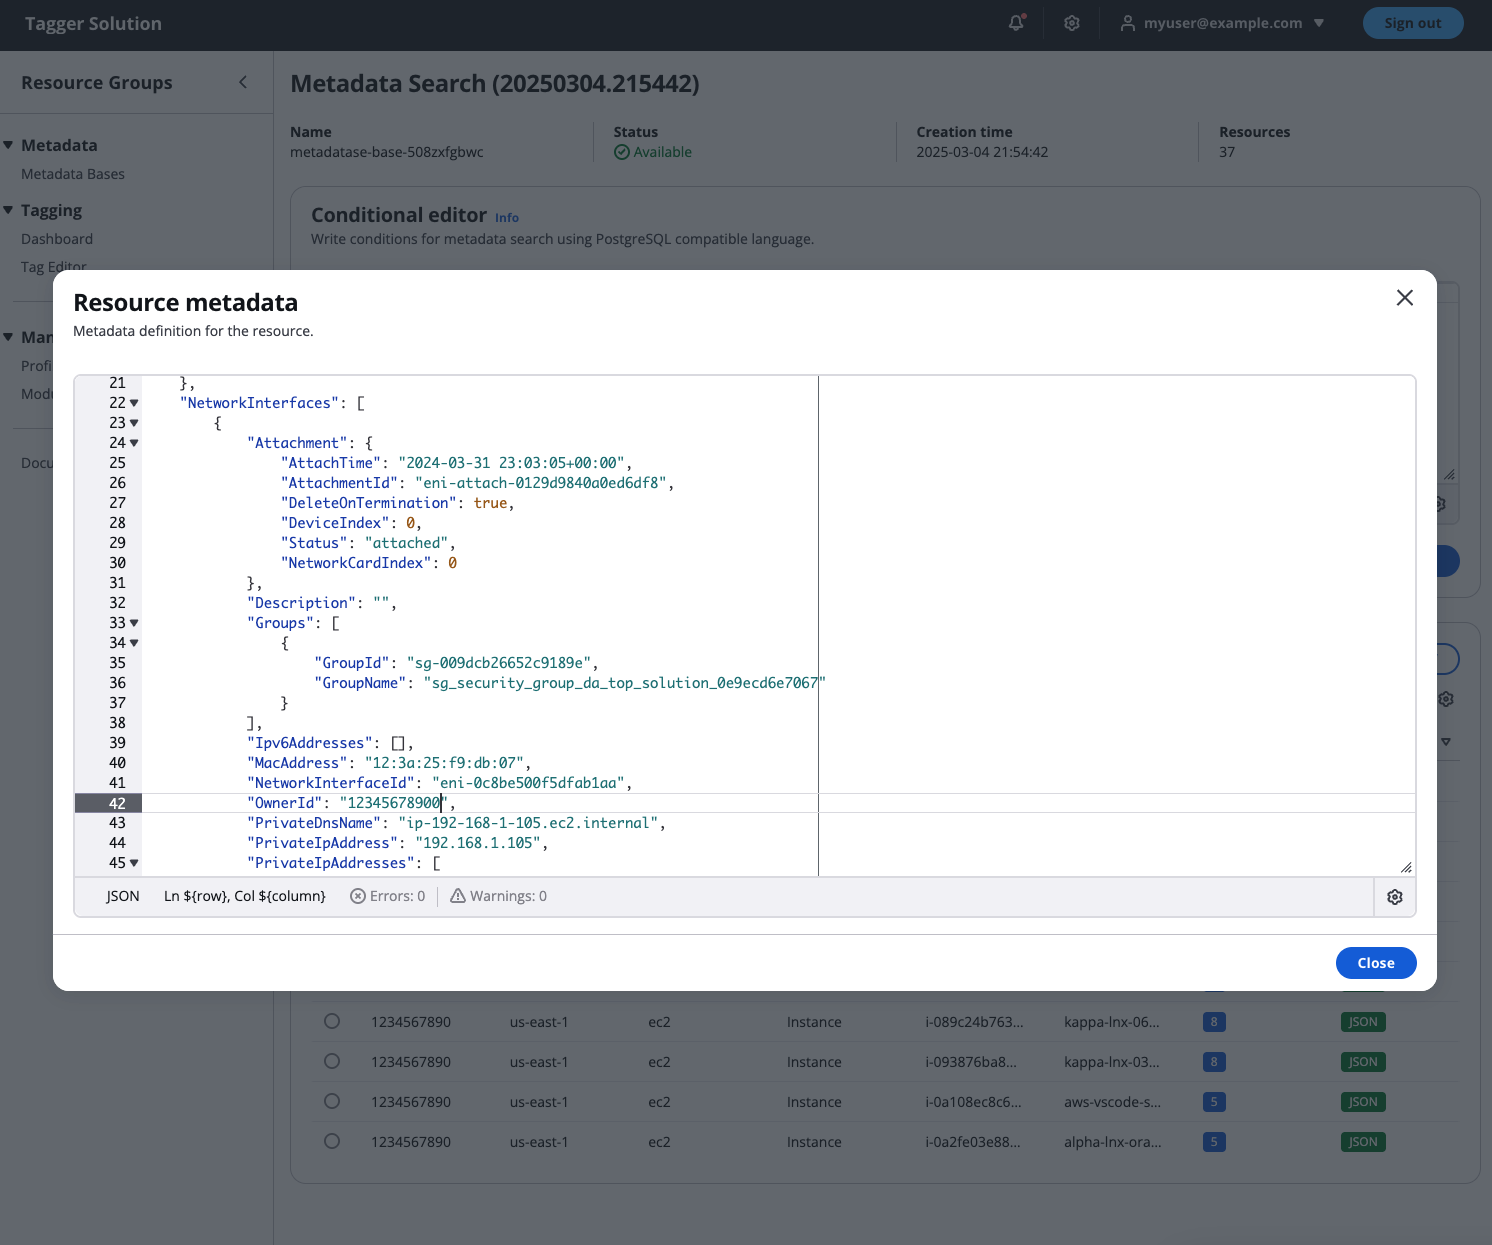 Tagger Solution
myuser@example.com
Sign out
Resource Groups
Metadata
Metadata Bases
Tagging
Dashboard
Tag Editor
Metadata Search (20250304.215442)
Name
metadatase-base-508zxfgbwc
Status
Available
Creation time
2025-03-04 21:54:42
Resources
37
Conditional editor Info
Write conditions for metadata search using PostgreSQL compatible language.
Resource metadata
Metadata definition for the resource.
21 },
22 "NetworkInterfaces": [
23 {
24 "Attachment": {
25 "AttachTime": "2024-03-31 23:03:05+00:00",
26 "AttachmentId": "eni-attach-0129d9840a0ed6df8",
27 "DeleteOnTermination": true,
28 "DeviceIndex": 0,
29 "Status": "attached",
30 "NetworkCardIndex": 0
31 },
32 "Description": "",
33 "Groups": [
34 {
35 "GroupId": "sg-009dcb26652c9189e",
36 "GroupName": "sg_security_group_da_top_solution_0e9ecd6e7067"
37 }
38 ],
39 "Ipv6Addresses": [],
40 "MacAddress": "12:3a:25:f9:db:07",
41 "NetworkInterfaceId": "eni-0c8be500f5dfab1aa",
42 "OwnerId": "12345678900",
43 "PrivateDnsName": "ip-192-168-1-105.ec2.internal",
44 "PrivateIpAddress": "192.168.1.105",
45 "PrivateIpAddresses": [
JSON Ln ${row}, Col ${column} Errors: 0 Warnings: 0
Close
1234567890 us-east-1 ec2 Instance i-089c24b763... kappa-lnx-06... 8 JSON
1234567890 us-east-1 ec2 Instance i-093876ba8... kappa-lnx-03... 8 JSON
1234567890 us-east-1 ec2 Instance i-0a108ec8c6... aws-vscode-s... 5 JSON
1234567890 us-east-1 ec2 Instance i-0a2fe03e88... alpha-lnx-ora... 5 JSON